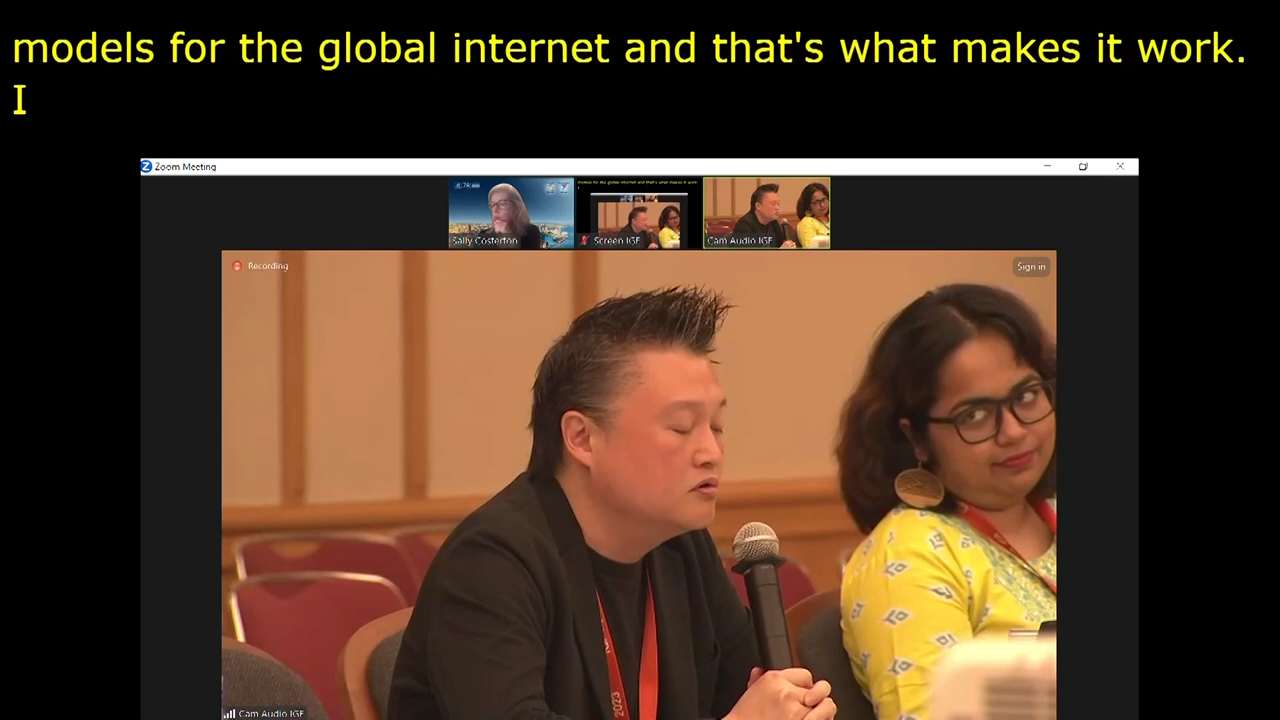 models for the global internet and that's what makes it work.
I
Zoom Meeting
Sally Costerton
Screen IGF
Cam Audio IGF
Recording
Sign in
2023
Cam Audio IGF